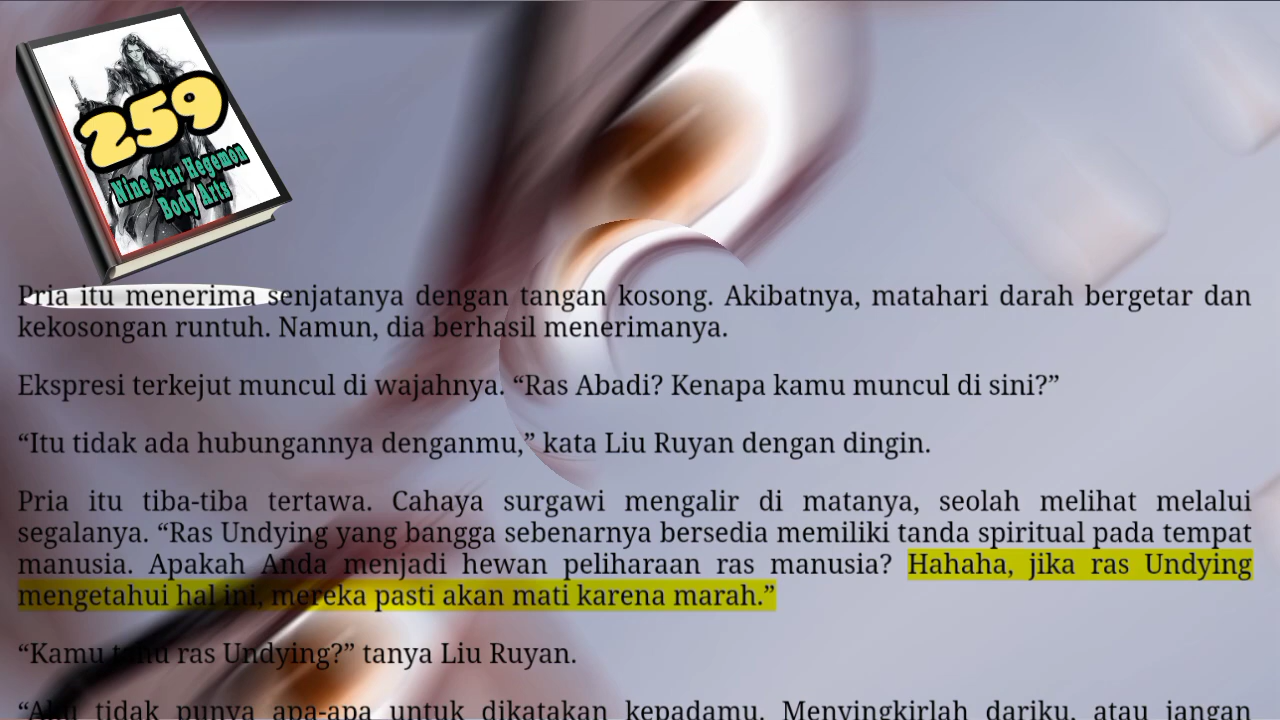 259
Nine Star Hegemon
Body Arts
Pria itu menerima senjatanya dengan tangan kosong. Akibatnya, matahari darah bergetar dan
kekosongan runtuh. Namun, dia berhasil menerimanya.
Ekspresi terkejut muncul di wajahnya. “Ras Abadi? Kenapa kamu muncul di sini?”
“Itu tidak ada hubungannya denganmu,” kata Liu Ruyan dengan dingin.
Pria itu tiba-tiba tertawa. Cahaya surgawi mengalir di matanya, seolah melihat melalui
segalanya. “Ras Undying yang bangga sebenarnya bersedia memiliki tanda spiritual pada tempat
manusia. Apakah Anda menjadi hewan peliharaan ras manusia? Hahaha, jika ras Undying
mengetahui hal ini, mereka pasti akan mati karena marah.”
“Kamu tahu ras Undying?” tanya Liu Ruyan.
“Aku tidak punya apa-apa untuk dikatakan kepadamu. Menyingkirlah dariku, atau jangan